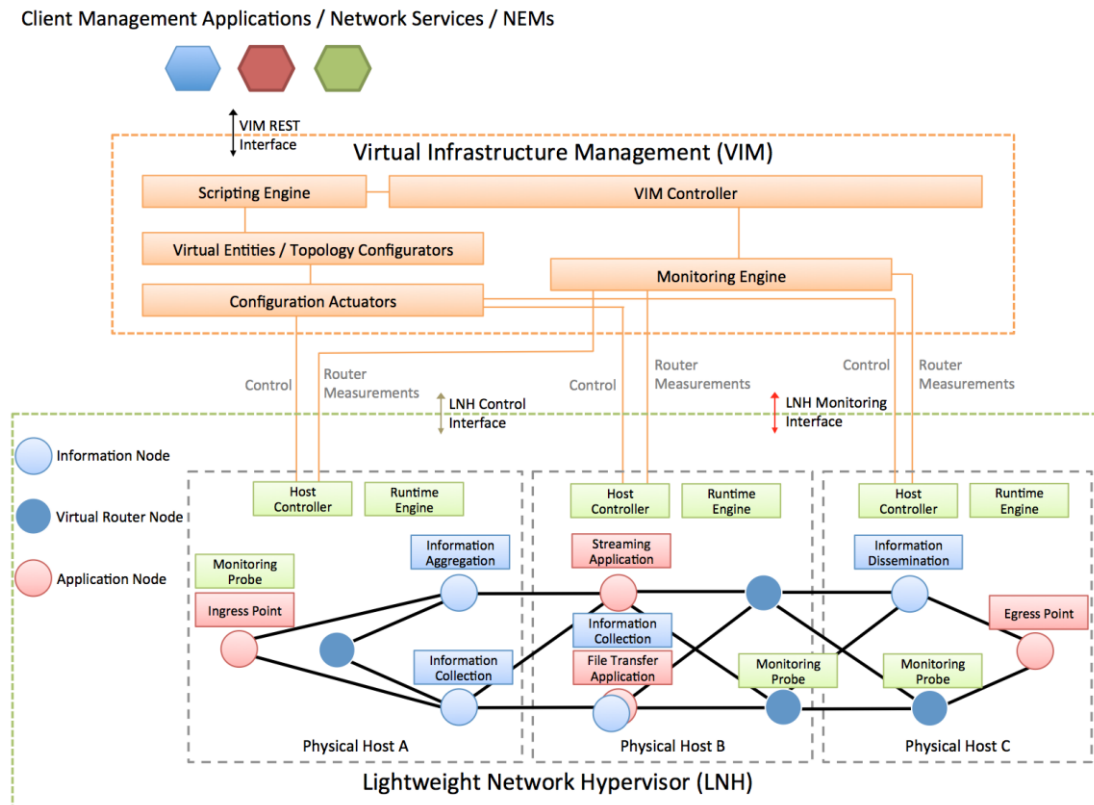 Client Management Applications / Network Services / NEMs
VIM REST
Interface
Virtual Infrastructure Management (VIM)
Scripting Engine
VIM Controller
Virtual Entities / Topology Configurators
Monitoring Engine
Configuration Actuators
Control
Router
Measurements
Control
Router
Measurements
Control
Router
Measurements
LNH Control
Interface
LNH Monitoring
Interface
Information Node
Virtual Router Node
Application Node
Host
Controller
Runtime
Engine
Host
Controller
Runtime
Engine
Host
Controller
Runtime
Engine
Monitoring
Probe
Ingress Point
Information
Aggregation
Information
Collection
Streaming
Application
Information
Collection
File Transfer
Application
Monitoring
Probe
Information
Dissemination
Monitoring
Probe
Egress Point
Physical Host A
Physical Host B
Physical Host C
Lightweight Network Hypervisor (LNH)